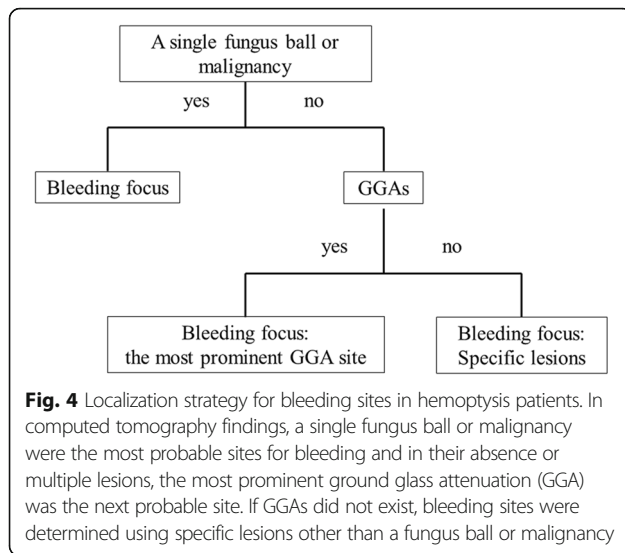 A single fungus ball or
malignancy
yes no
Bleeding focus GGAs
yes no
Bleeding focus:
the most prominent GGA site
Bleeding focus:
Specific lesions
Fig. 4 Localization strategy for bleeding sites in hemoptysis patients. In
computed tomography findings, a single fungus ball or malignancy
were the most probable sites for bleeding and in their absence or
multiple lesions, the most prominent ground glass attenuation (GGA)
was the next probable site. If GGAs did not exist, bleeding sites were
determined using specific lesions other than a fungus ball or malignancy